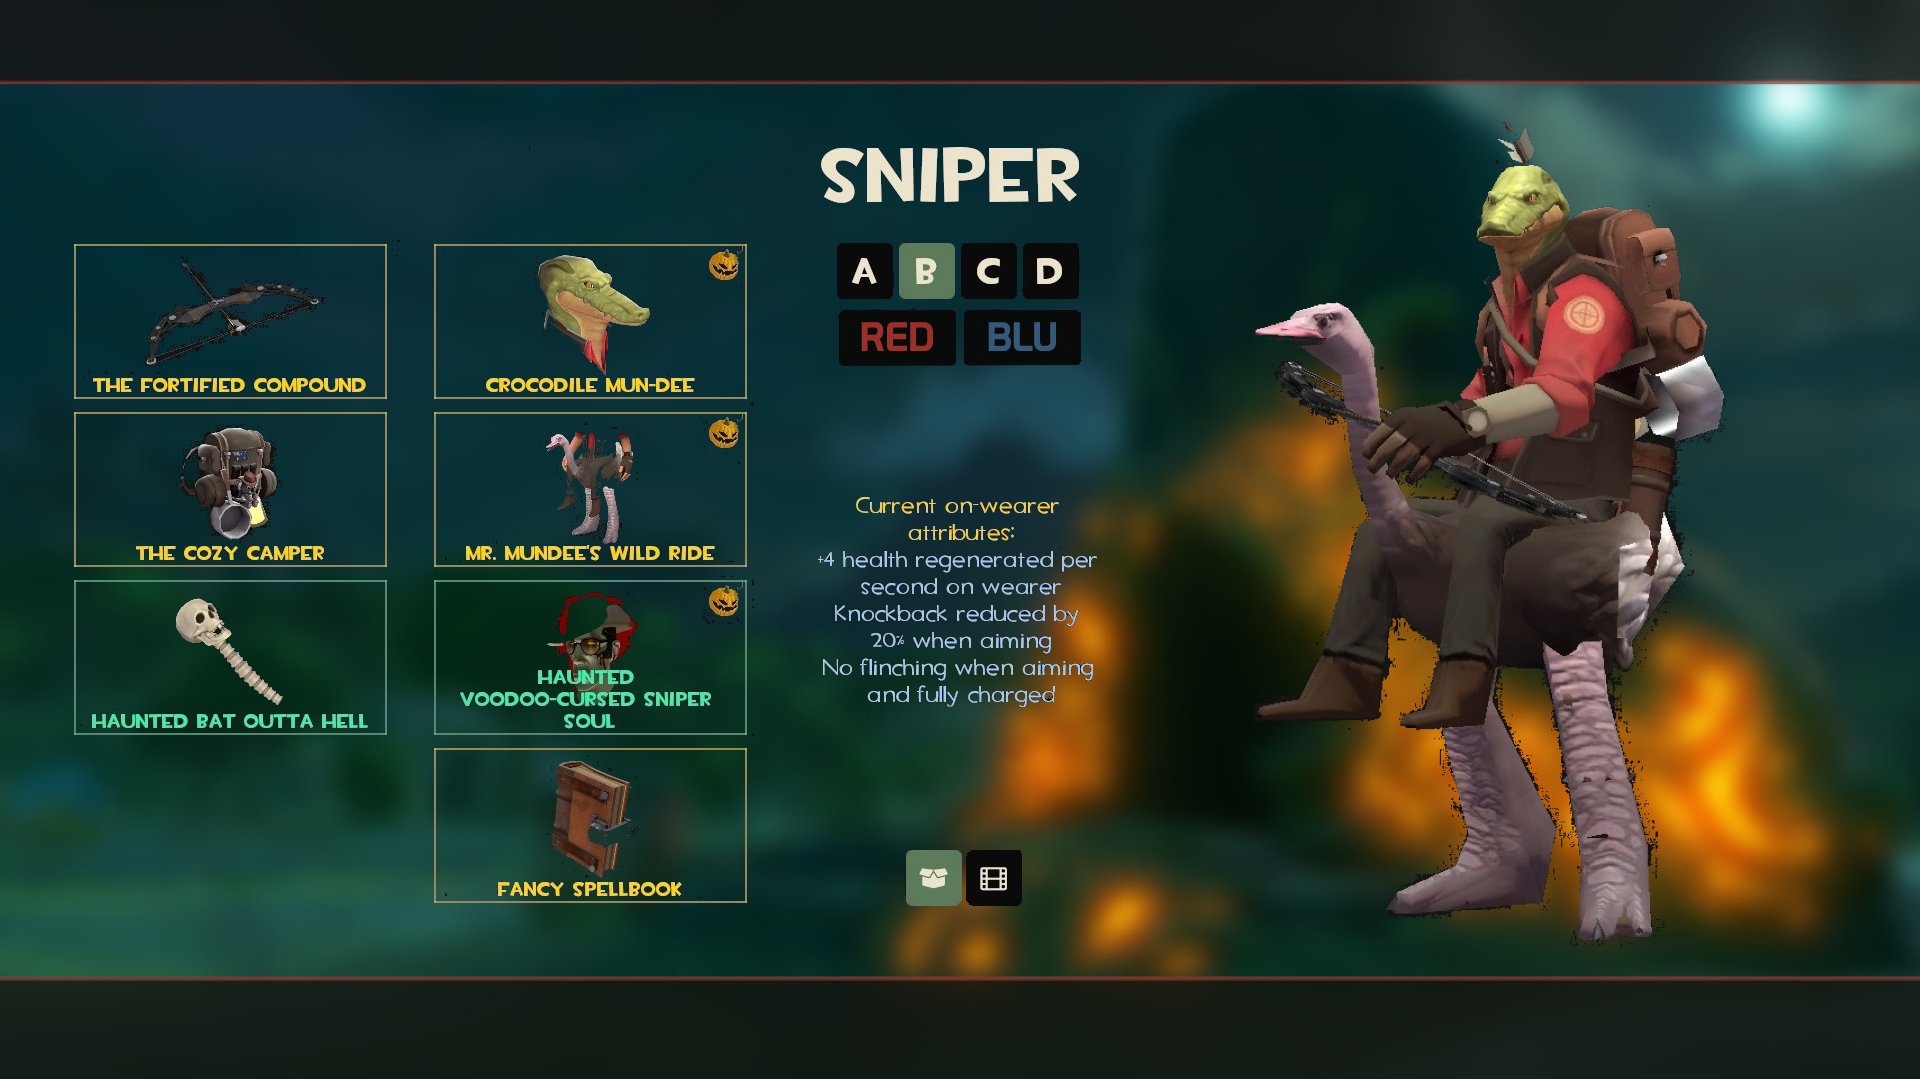 SNIPER
A B C D
RED BLU
THE FORTIFIED COMPOUND
CROCODILE MUN-DEE
THE COZY CAMPER
MR. MUNDEE'S WILD RIDE
HAUNTED BAT OUTTA HELL
HAUNTED
VOODOO-CURSED SNIPER
SOUL
FANCY SPELLBOOK
Current on-wearer
attributes:
+4 health regenerated per
second on wearer
Knockback reduced by
20% when aiming
No flinching when aiming
and fully charged